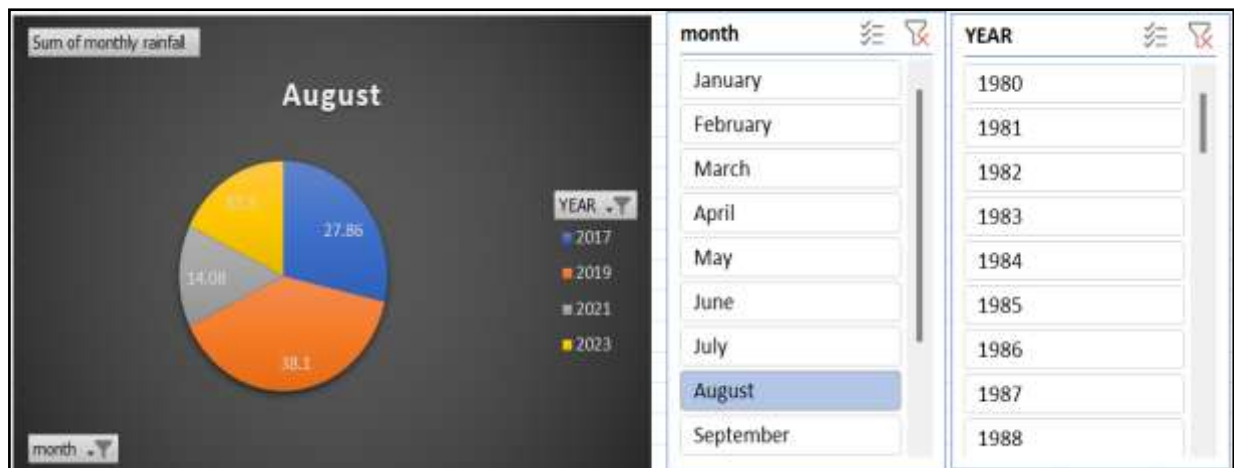 Sum of monthly rainfall
August
27.86
14.08
38.1
YEAR
2017
2019
2021
2023
month
month
January
February
March
April
May
June
July
August
September
YEAR
1980
1981
1982
1983
1984
1985
1986
1987
1988